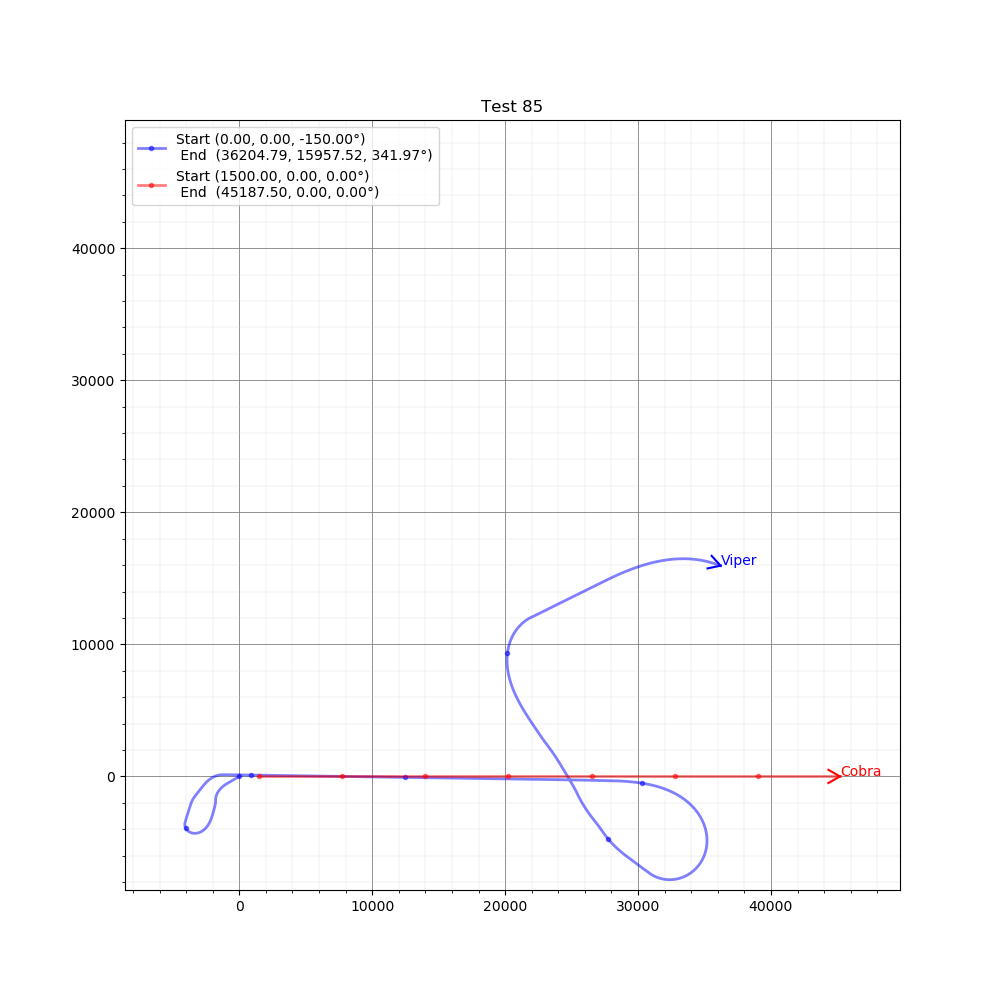 Test 85
Start (0.00, 0.00, -150.00°)
End (36204.79, 15957.52, 341.97°)
Start (1500.00, 0.00, 0.00°)
End (45187.50, 0.00, 0.00°)
40000
30000
20000
10000
0
Viper
Cobra
0
10000
20000
30000
40000